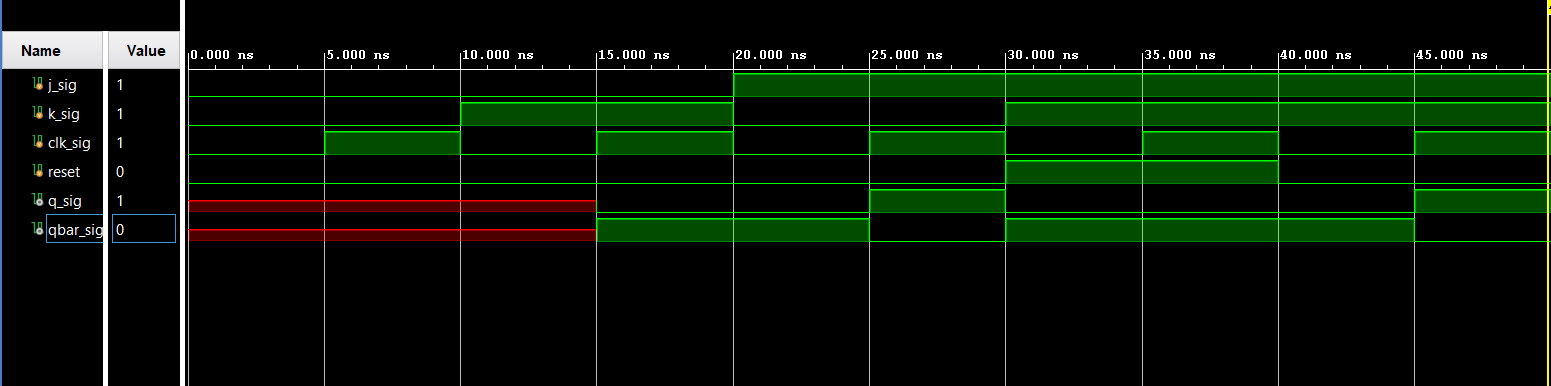 Name Value
0.000 ns 5.000 ns 10.000 ns 15.000 ns 20.000 ns 25.000 ns 30.000 ns 35.000 ns 40.000 ns 45.000 ns
j_sig 1
k_sig 1
clk_sig 1
reset 0
q_sig 1
qbar_sig 0